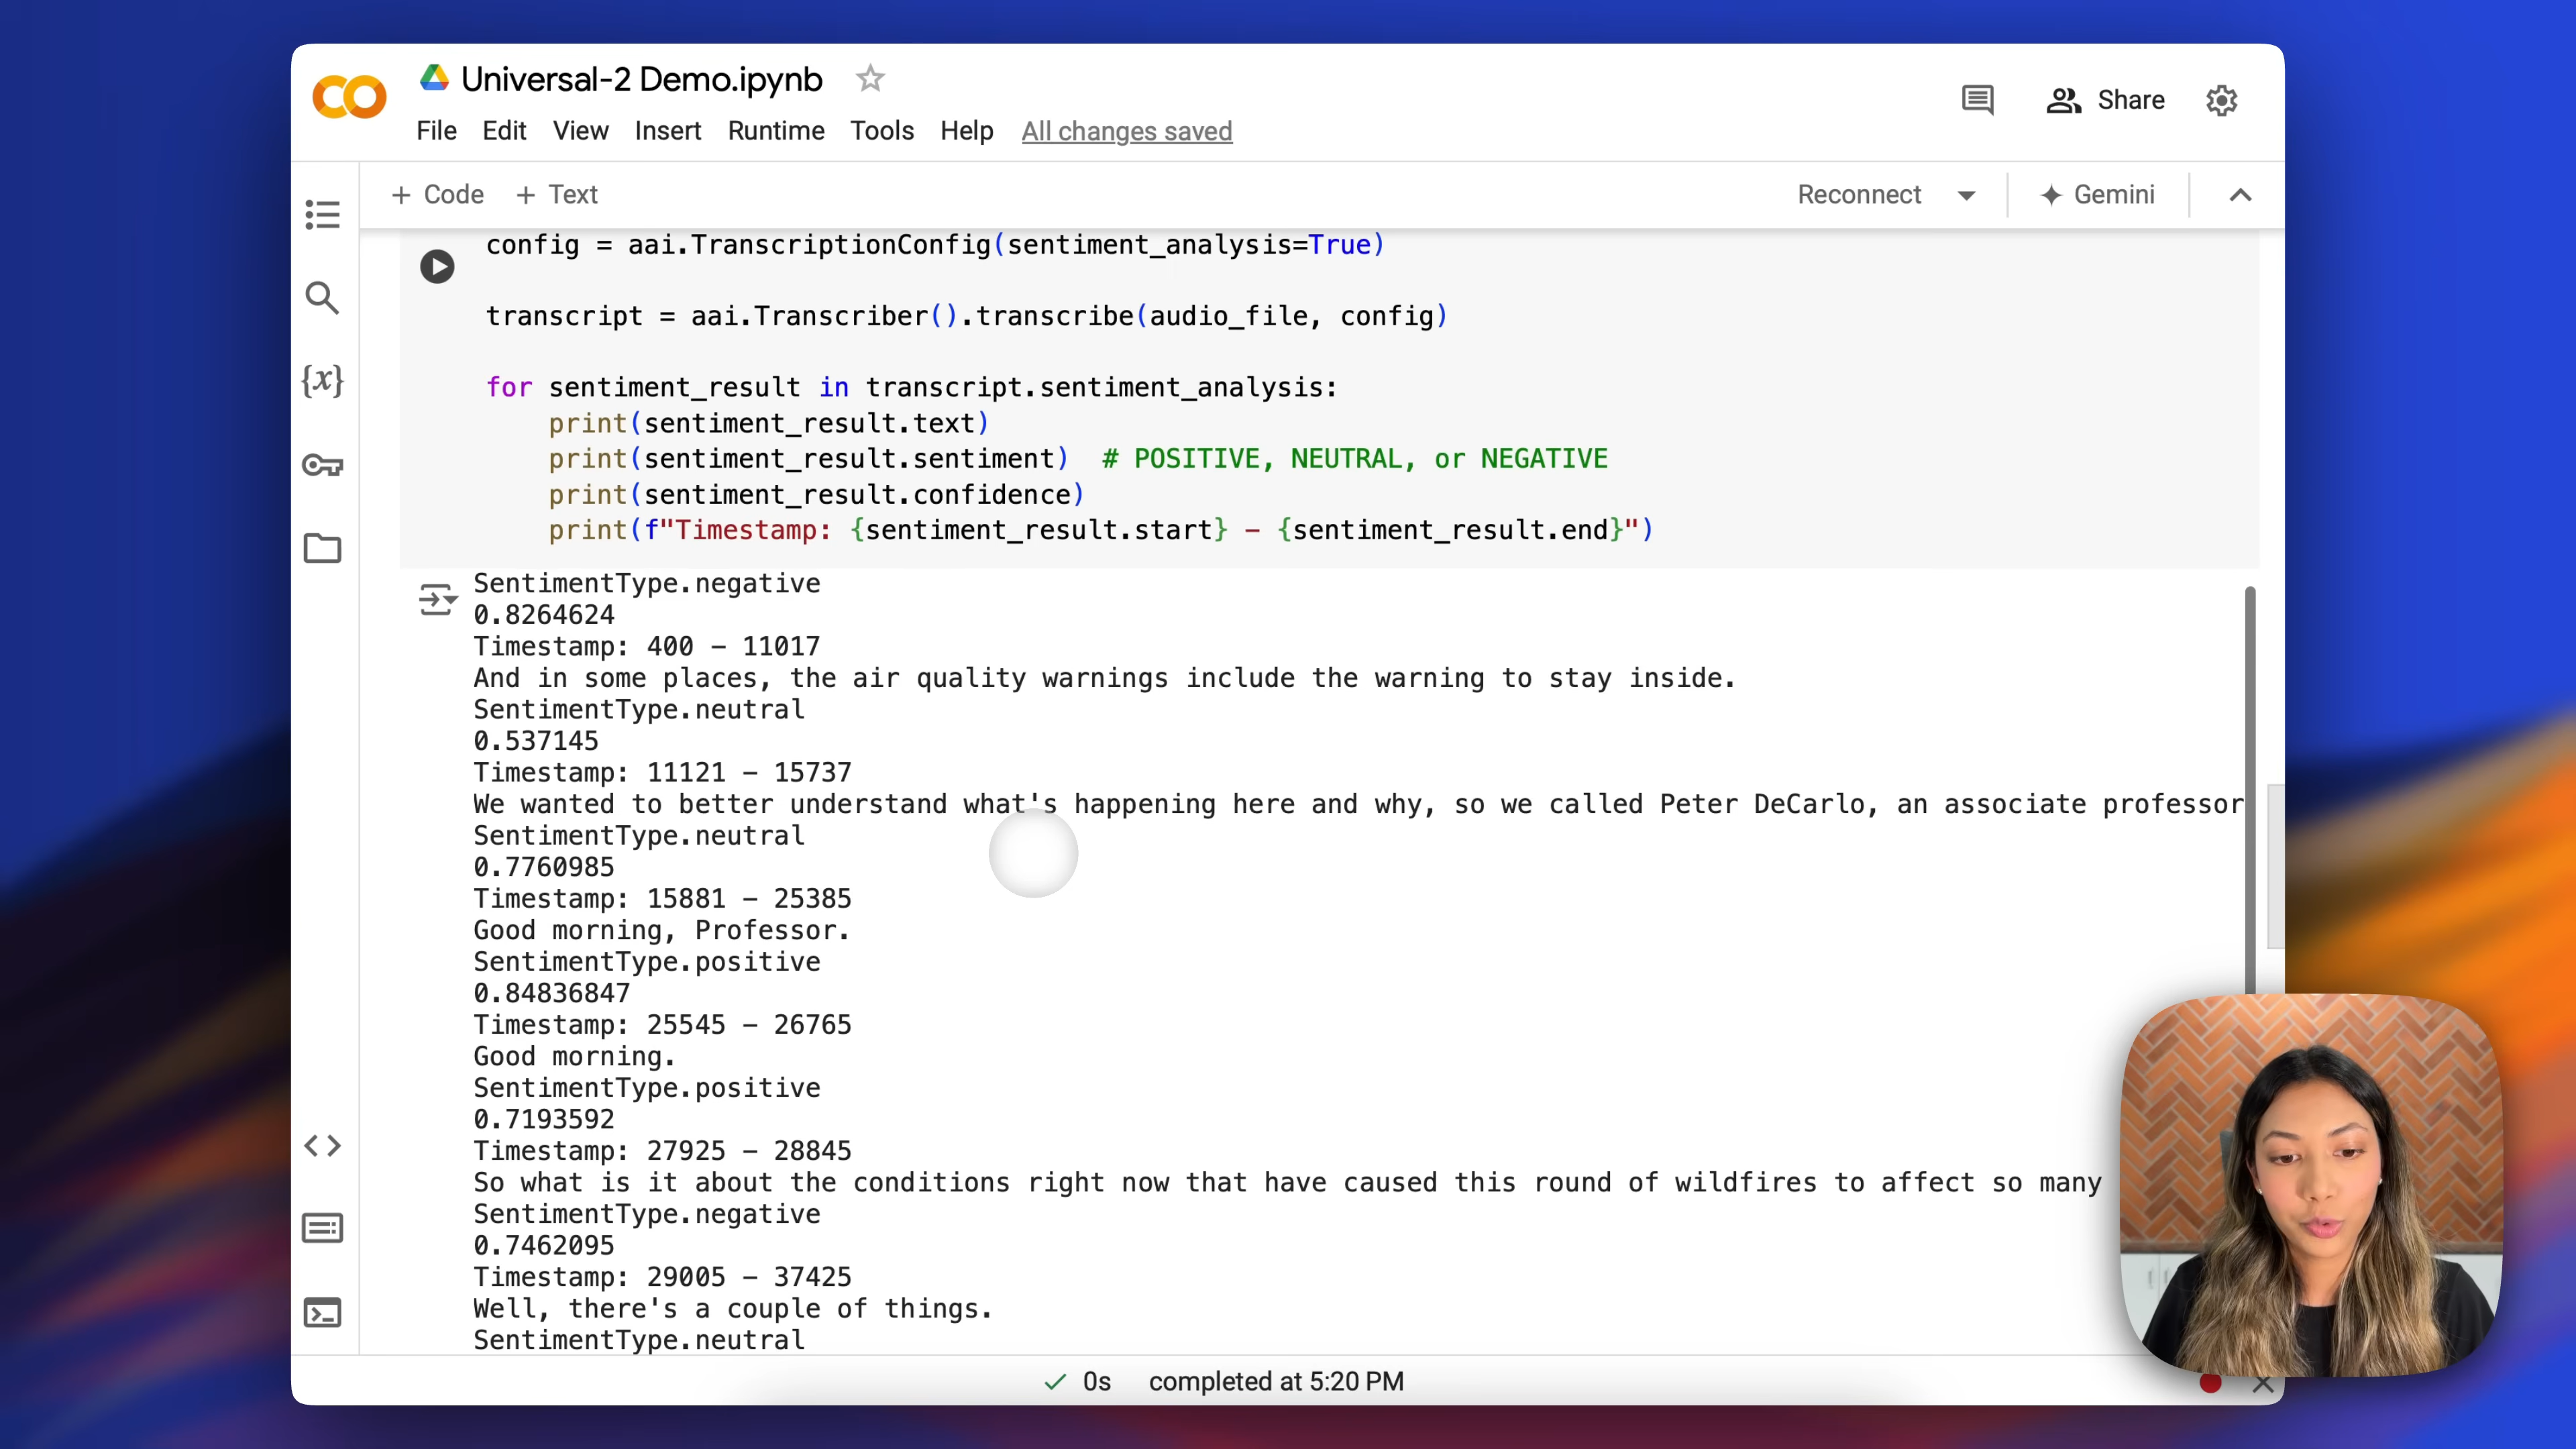 Universal-2 Demo.ipynb
File Edit View Insert Runtime Tools Help All changes saved
Share
+ Code + Text
Reconnect
Gemini
config = aai.TranscriptionConfig(sentiment_analysis=True)
transcript = aai.Transcriber().transcribe(audio_file, config)
for sentiment_result in transcript.sentiment_analysis:
print(sentiment_result.text)
print(sentiment_result.sentiment)  # POSITIVE, NEUTRAL, or NEGATIVE
print(sentiment_result.confidence)
print(f"Timestamp: {sentiment_result.start} - {sentiment_result.end}")
SentimentType.negative
0.8264624
Timestamp: 400 - 11017
And in some places, the air quality warnings include the warning to stay inside.
SentimentType.neutral
0.537145
Timestamp: 11121 - 15737
We wanted to better understand what's happening here and why, so we called Peter DeCarlo, an associate professor
SentimentType.neutral
0.7760985
Timestamp: 15881 - 25385
Good morning, Professor.
SentimentType.positive
0.84836847
Timestamp: 25545 - 26765
Good morning.
SentimentType.positive
0.7193592
Timestamp: 27925 - 28845
So what is it about the conditions right now that have caused this round of wildfires to affect so many
SentimentType.negative
0.7462095
Timestamp: 29005 - 37425
Well, there's a couple of things.
SentimentType.neutral
0s completed at 5:20 PM